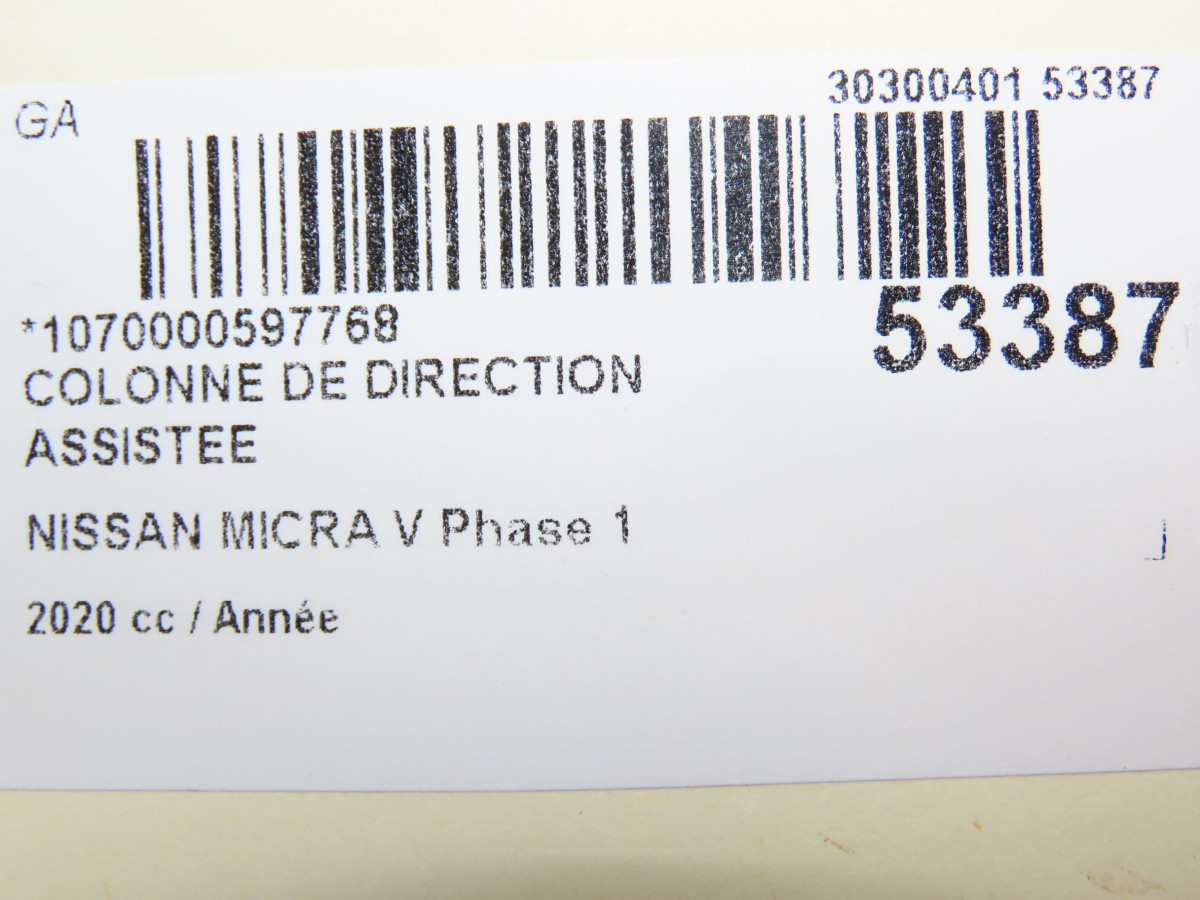 GA
30300401 53387
*1070000597768
53387
COLONNE DE DIRECTION
ASSISTEE
NISSAN MICRA V Phase 1
2020 cc / Année